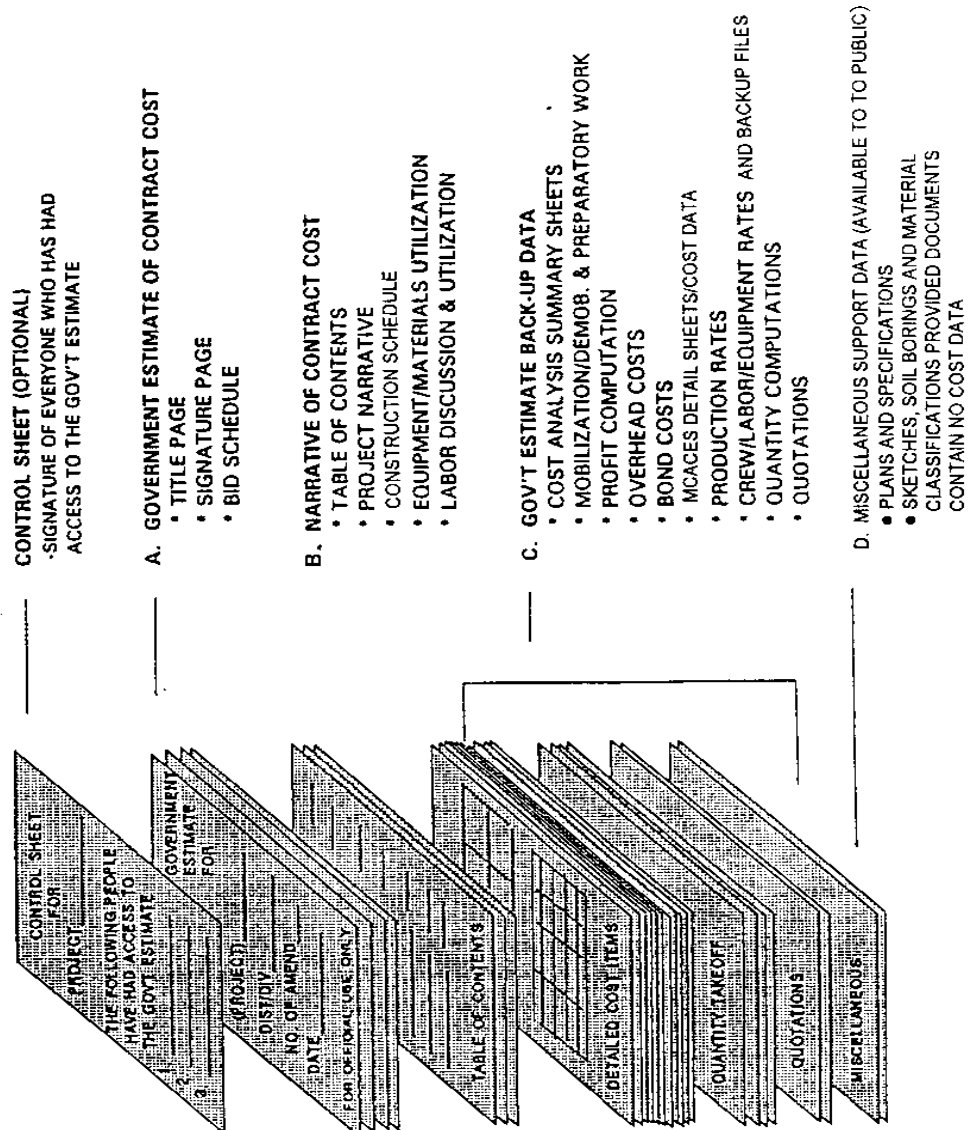 CONTROL SHEET (OPTIONAL)
-SIGNATURE OF EVERYONE WHO HAS HAD
ACCESS TO THE GOV'T ESTIMATE
A. GOVERNMENT ESTIMATE OF CONTRACT COST
• TITLE PAGE
• SIGNATURE PAGE
• BID SCHEDULE
B. NARRATIVE OF CONTRACT COST
• TABLE OF CONTENTS
• PROJECT NARRATIVE
• CONSTRUCTION SCHEDULE
• EQUIPMENT/MATERIALS UTILIZATION
• LABOR DISCUSSION & UTILIZATION
C. GOV'T ESTIMATE BACK-UP DATA
• COST ANALYSIS SUMMARY SHEETS
• MOBILIZATION/DEMOB. & PREPARATORY WORK
• PROFIT COMPUTATION
• OVERHEAD COSTS
• BOND COSTS
• MCACES DETAIL SHEETS/COST DATA
• PRODUCTION RATES
• CREW/LABOR/EQUIPMENT RATES AND BACKUP FILES
• QUANTITY COMPUTATIONS
• QUOTATIONS
D. MISCELLANEOUS SUPPORT DATA (AVAILABLE TO TO PUBLIC)
• PLANS AND SPECIFICATIONS
• SKETCHES, SOIL BORINGS AND MATERIAL
CLASSIFICATIONS PROVIDED DOCUMENTS
CONTAIN NO COST DATA
CONTROL SHEET
FOR
PROJECT
THE FOLLOWING PEOPLE
HAVE HAD ACCESS TO
THE GOV'T ESTIMATE
1.
2.
3.
GOVERNMENT
ESTIMATE
FOR
(PROJECT)
DIST/DIV
NO. OF AMEND
DATE
FOR OFFICIAL USE ONLY
TABLE OF CONTENTS
DETAILED COST ITEMS
QUANTITY TAKEOFF
QUOTATIONS
MISCELLANEOUS